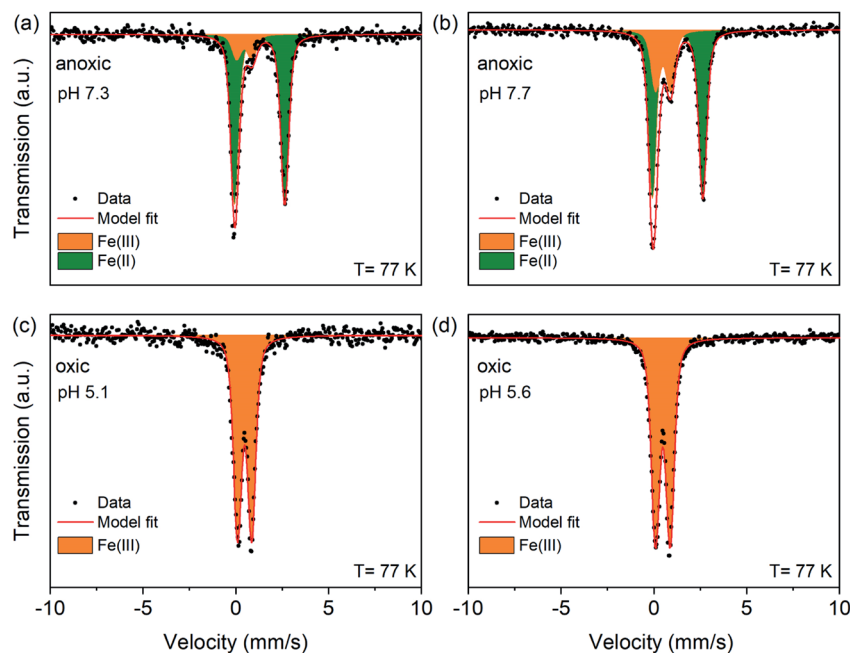 (a)
anoxic
pH 7.3
Data
Model fit
Fe(III)
Fe(II)
T= 77 K
Transmission (a.u.)
(b)
anoxic
pH 7.7
Data
Model fit
Fe(III)
Fe(II)
T= 77 K
(c)
oxic
pH 5.1
Data
Model fit
Fe(III)
T= 77 K
Transmission (a.u.)
-10 -5 0 5 10
Velocity (mm/s)
(d)
oxic
pH 5.6
Data
Model fit
Fe(III)
T= 77 K
-10 -5 0 5 10
Velocity (mm/s)